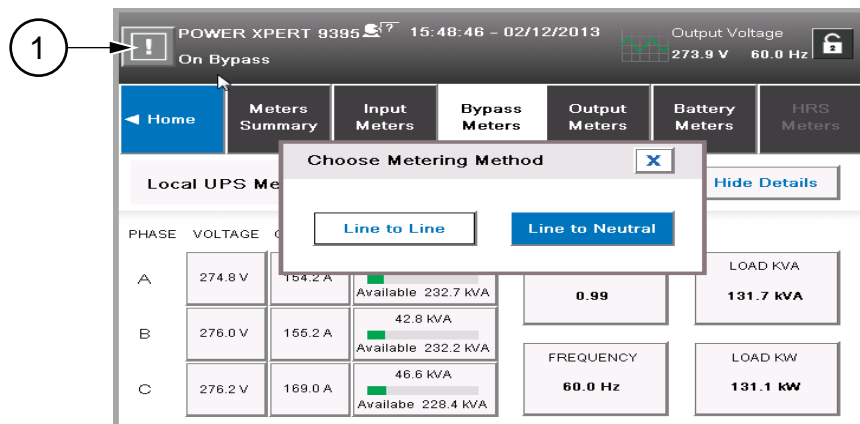 1
POWER XPERT 9395 ? 15:48:46 - 02/12/2013
On Bypass
Output Voltage
273.9 V 60.0 Hz
2
Home
Meters Summary
Input Meters
Bypass Meters
Output Meters
Battery Meters
HRS Meters
Local UPS Me
Choose Metering Method X
Hide Details
Line to Line
Line to Neutral
PHASE VOLTAGE
A 274.8 V 154.2 A
Available 232.7 kVA
0.99
LOAD KVA
131.7 kVA
B 276.0 V 155.2 A
42.8 kVA
Available 232.2 kVA
C 276.2 V 169.0 A
46.6 kVA
Availabe 228.4 kVA
FREQUENCY
60.0 Hz
LOAD KW
131.1 kW